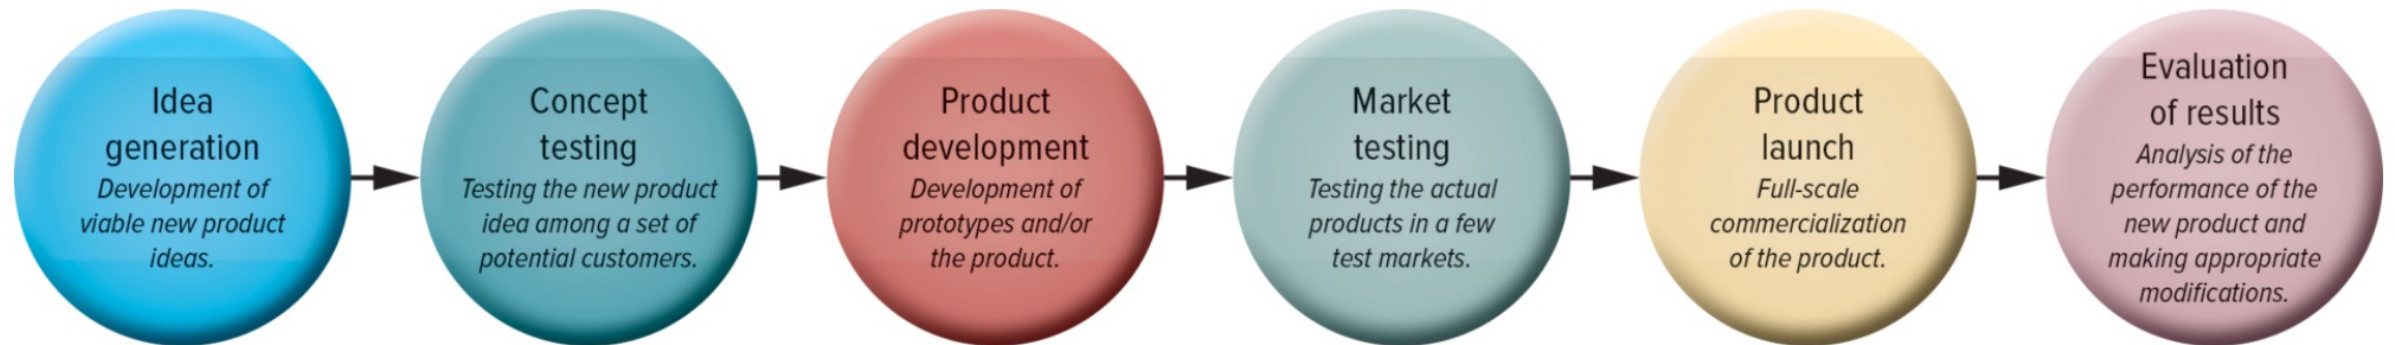 Idea
generation
Development of
viable new product
ideas.
Concept
testing
Testing the new product
idea among a set of
potential customers.
Product
development
Development of
prototypes and/or
the product.
Market
testing
Testing the actual
products in a few
test markets.
Product
launch
Full-scale
commercialization
of the product.
Evaluation
of results
Analysis of the
performance of the
new product and
making appropriate
modifications.